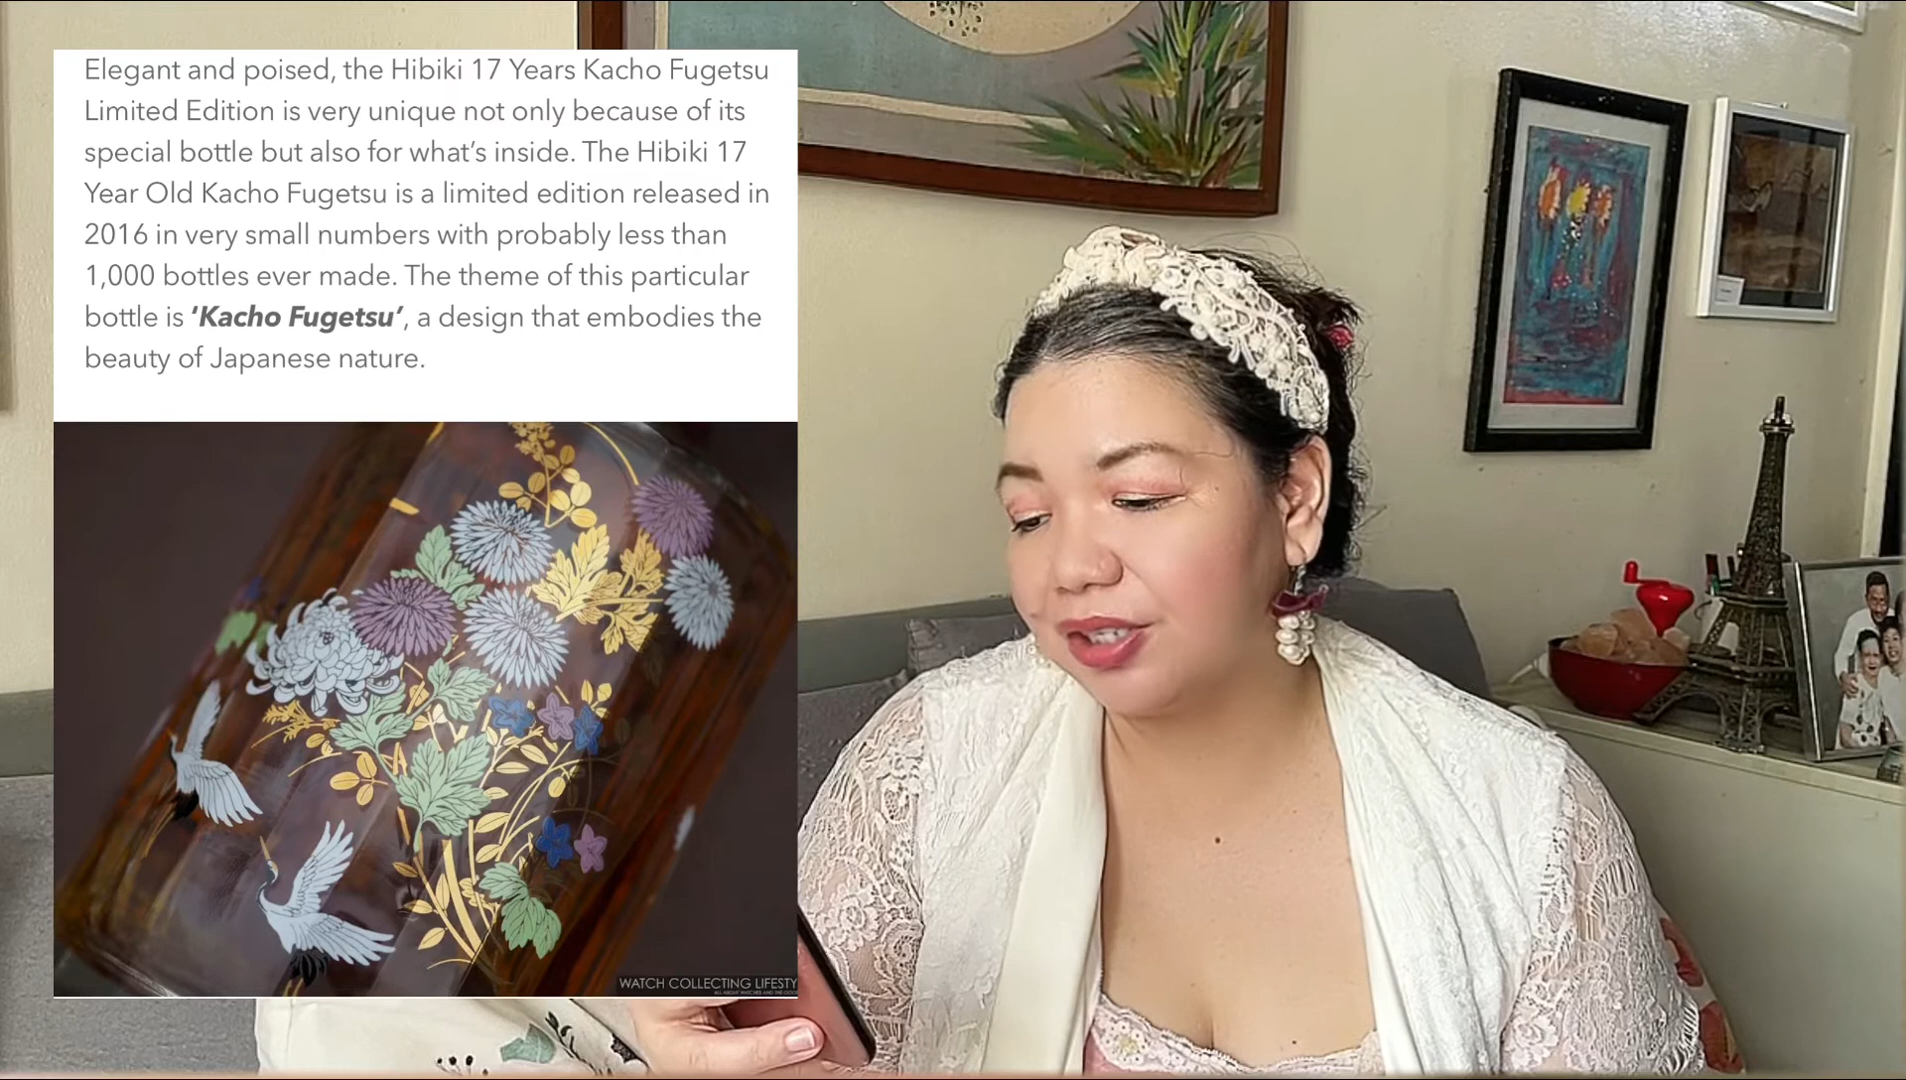 Elegant and poised, the Hibiki 17 Years Kacho Fugetsu
Limited Edition is very unique not only because of its
special bottle but also for what's inside. The Hibiki 17
Year Old Kacho Fugetsu is a limited edition released in
2016 in very small numbers with probably less than
1,000 bottles ever made. The theme of this particular
bottle is 'Kacho Fugetsu', a design that embodies the
beauty of Japanese nature.
WATCH COLLECTING LIFESTY